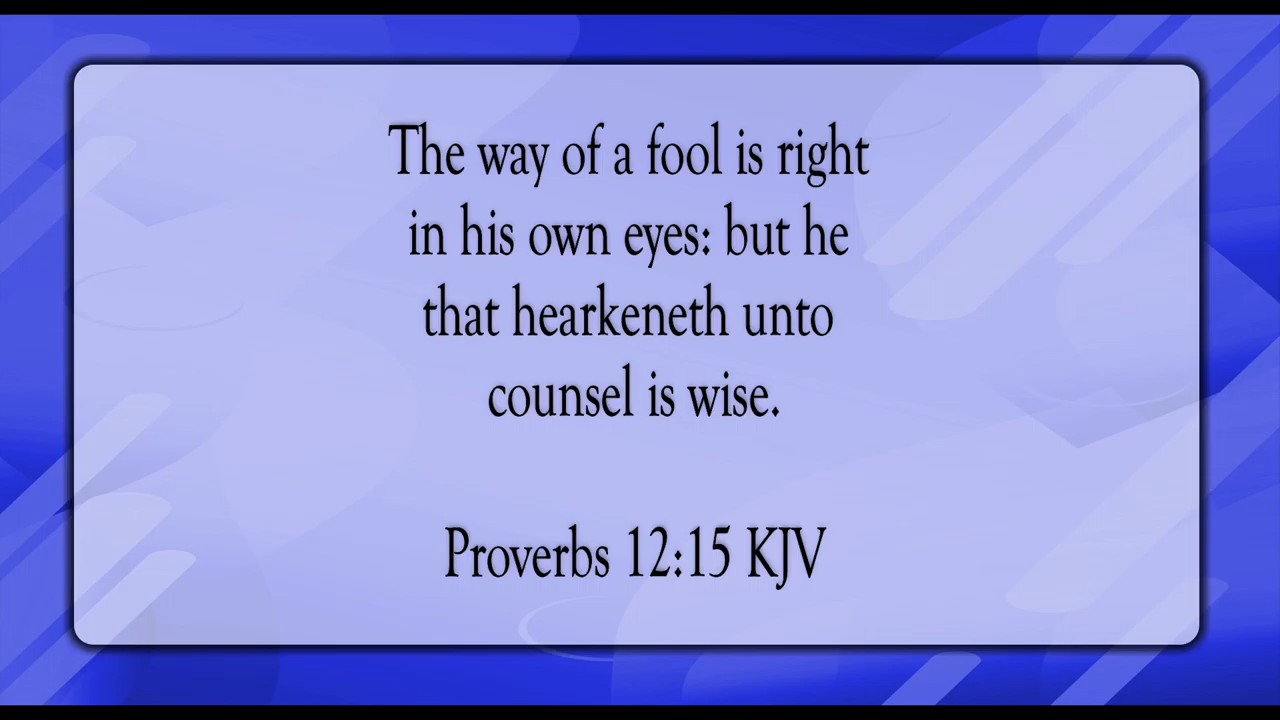 The way of a fool is right
in his own eyes: but he
that hearkeneth unto
counsel is wise.
Proverbs 12:15 KJV